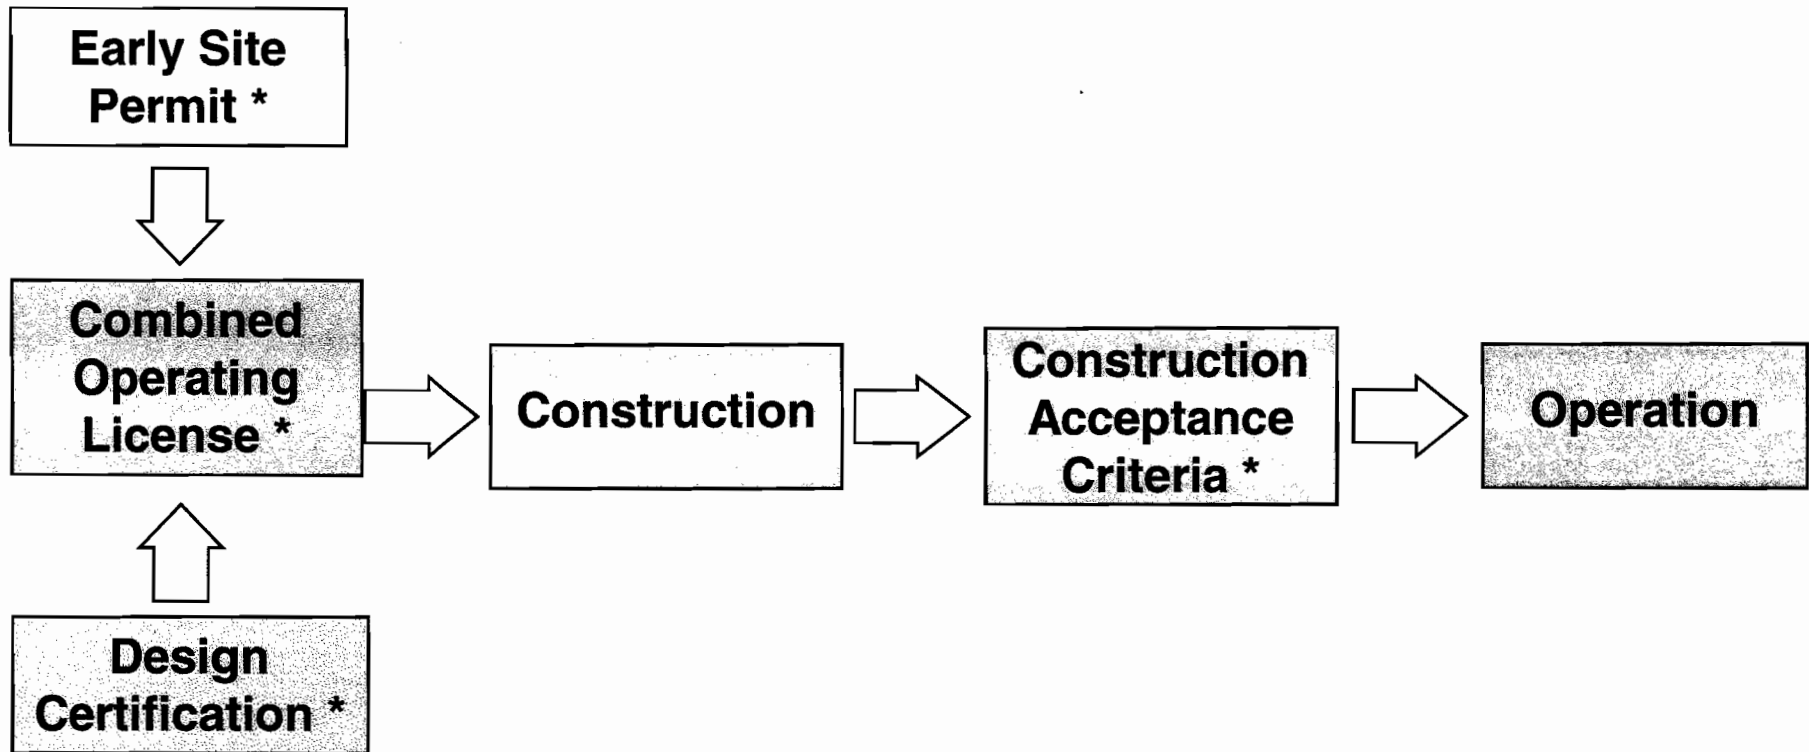 Early Site
Permit *
Combined
Operating
License *
Construction
Construction
Acceptance
Criteria *
Operation
Design
Certification *